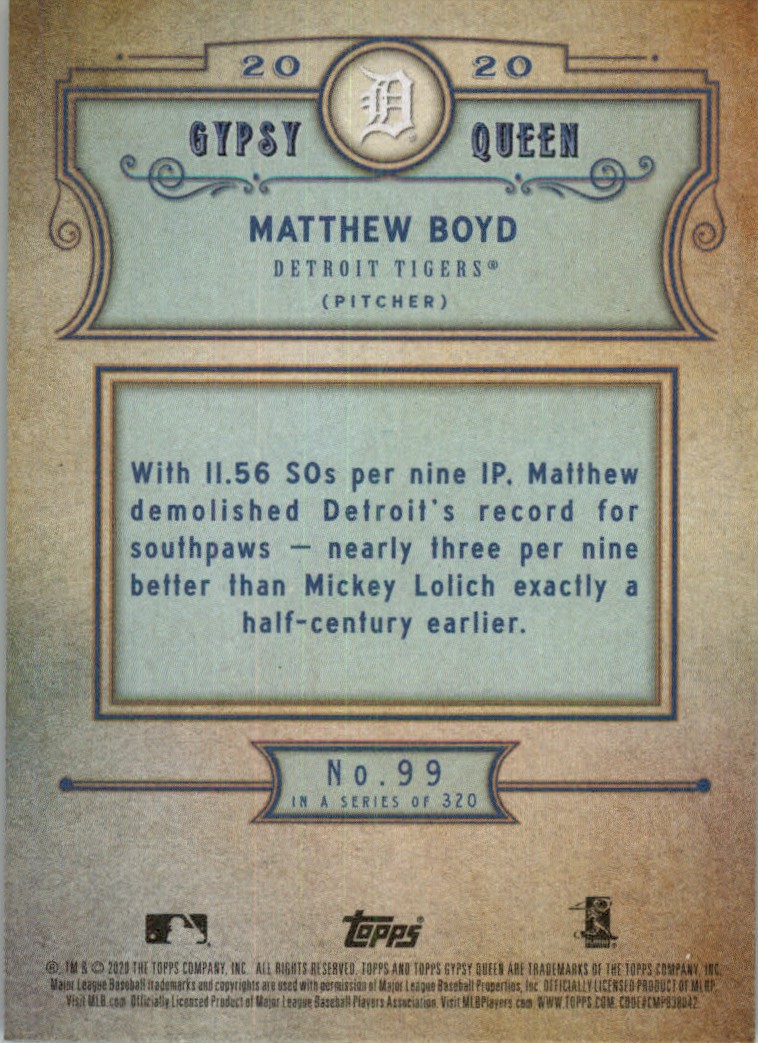 20 20
D
GYPSY QUEEN
MATTHEW BOYD
DETROIT TIGERS®
(PITCHER)
With 11.56 SOs per nine IP, Matthew
demolished Detroit's record for
southpaws — nearly three per nine
better than Mickey Lolich exactly a
half-century earlier.
No. 99
IN A SERIES OF 320
Topps®
®, TM & © 2020 THE TOPPS COMPANY, INC. ALL RIGHTS RESERVED. TOPPS AND TOPPS GYPSY QUEEN ARE TRADEMARKS OF THE TOPPS COMPANY, INC.
Major League Baseball trademarks and copyrights are used with permission of Major League Baseball Properties, Inc. OFFICIALLY LICENSED PRODUCT OF MLBP.
Visit MLB.com. Officially Licensed Product of Major League Baseball Players Association. Visit MLBPlayers.com. WWW.TOPPS.COM. CODE#CMP038042